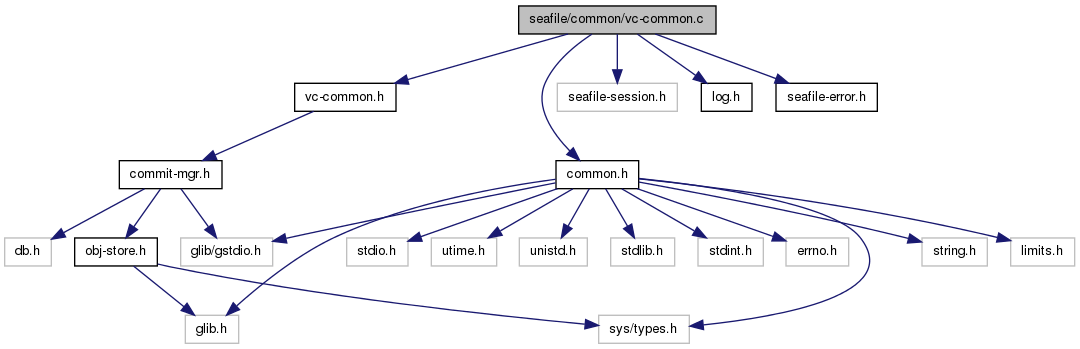 seafile/common/vc-common.c
vc-common.h
seafile-session.h
log.h
seafile-error.h
commit-mgr.h
common.h
db.h
obj-store.h
glib/gstdio.h
stdio.h
utime.h
unistd.h
stdlib.h
stdint.h
errno.h
string.h
limits.h
glib.h
sys/types.h